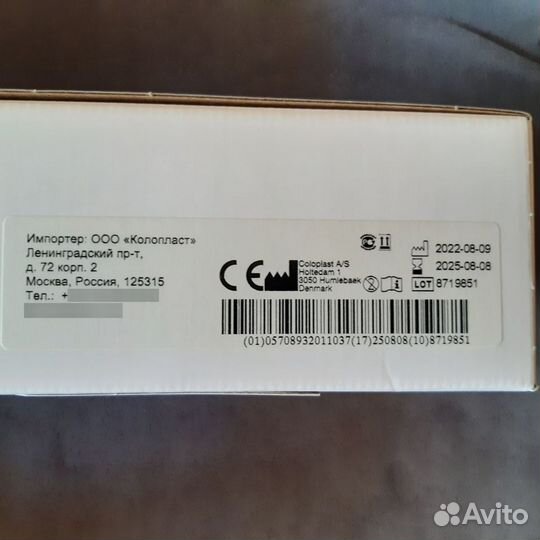 Импортер: ООО «Колопласт»
Ленинградский пр-т,
д. 72 корп. 2
Москва, Россия, 125315
Тел.: +
CE
Coloplast A/S
Holtedam 1
3050 Humlebaek
Denmark
2022-08-09
2025-08-08
LOT 8719851
(01)05708932011037(17)250808(10)8719851
Avito